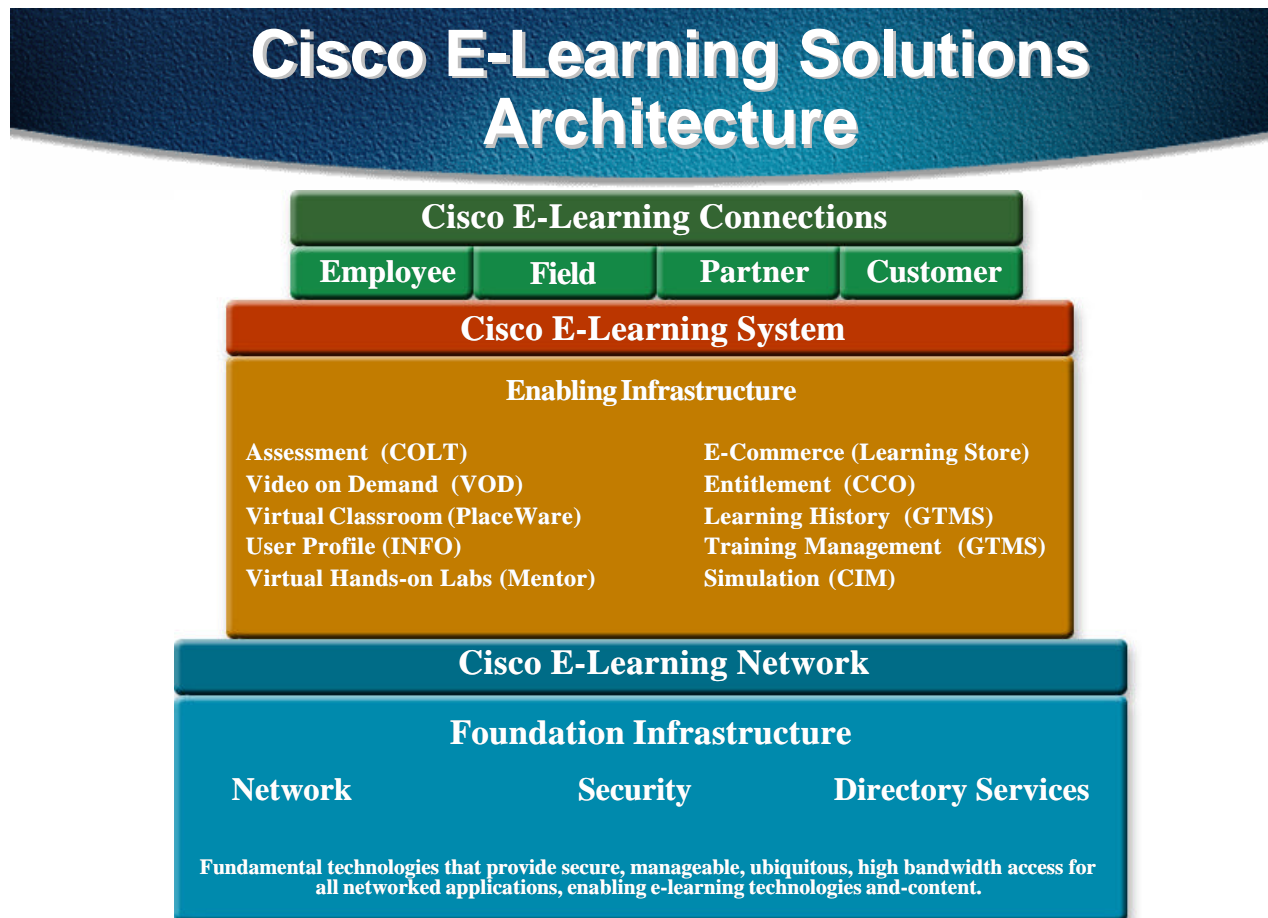 Cisco E-Learning Solutions
Architecture
Cisco E-Learning Connections
Employee Field Partner Customer
Cisco E-Learning System
Enabling Infrastructure
Assessment (COLT)
Video on Demand (VOD)
Virtual Classroom (PlaceWare)
User Profile (INFO)
Virtual Hands-on Labs (Mentor)
E-Commerce (Learning Store)
Entitlement (CCO)
Learning History (GTMS)
Training Management (GTMS)
Simulation (CIM)
Cisco E-Learning Network
Foundation Infrastructure
Network Security Directory Services
Fundamental technologies that provide secure, manageable, ubiquitous, high bandwidth access for
all networked applications, enabling e-learning technologies and-content.